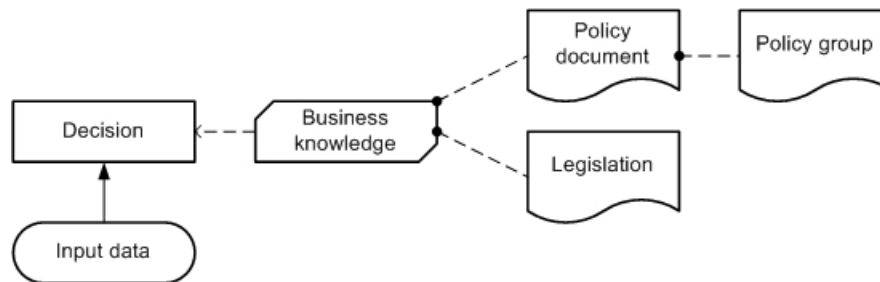 Policy
document
Policy group
Decision
Business
knowledge
Legislation
Input data